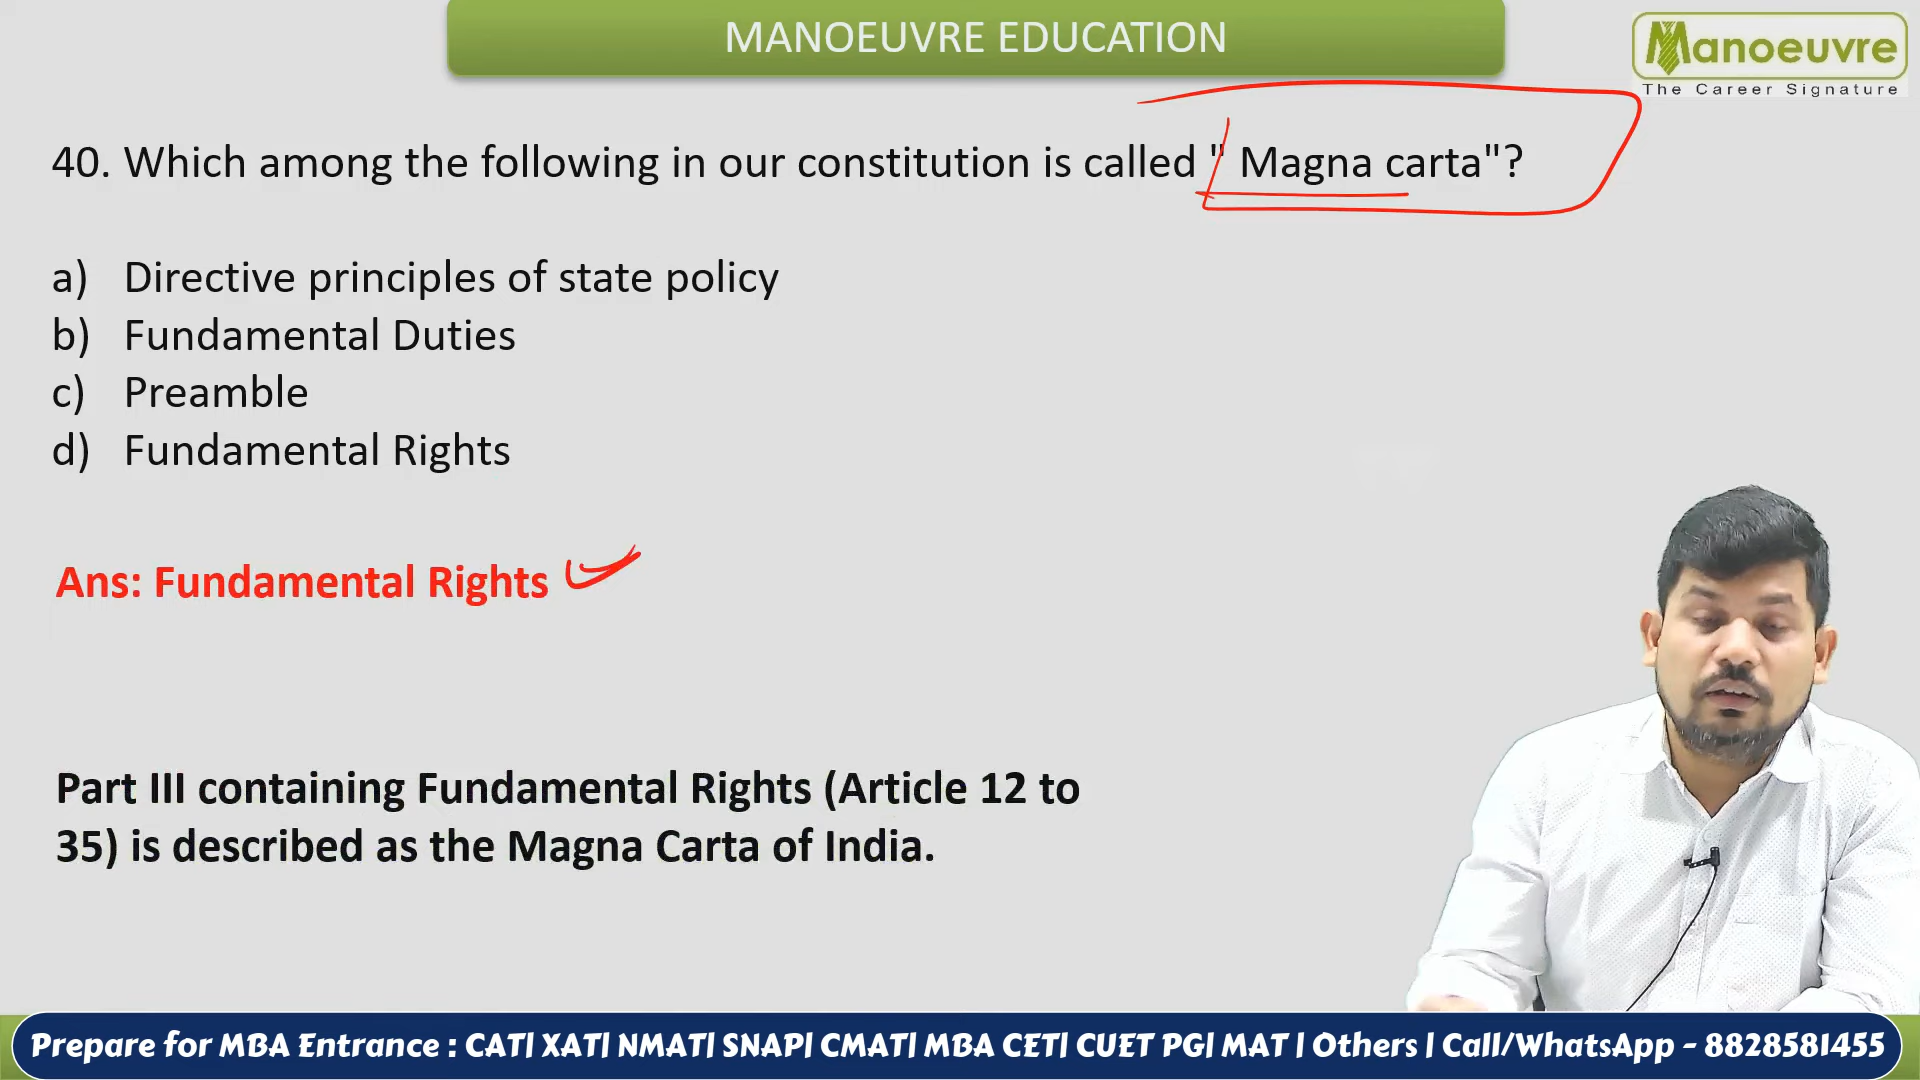 MANOEUVRE EDUCATION
Manoeuvre
The Career Signature
40. Which among the following in our constitution is called " Magna carta"?
a) Directive principles of state policy
b) Fundamental Duties
c) Preamble
d) Fundamental Rights
Ans: Fundamental Rights
Part III containing Fundamental Rights (Article 12 to
35) is described as the Magna Carta of India.
Prepare for MBA Entrance : CAT| XAT| NMAT| SNAP| CMAT| MBA CET| CUET PG| MAT | Others | Call/WhatsApp - 8828581455